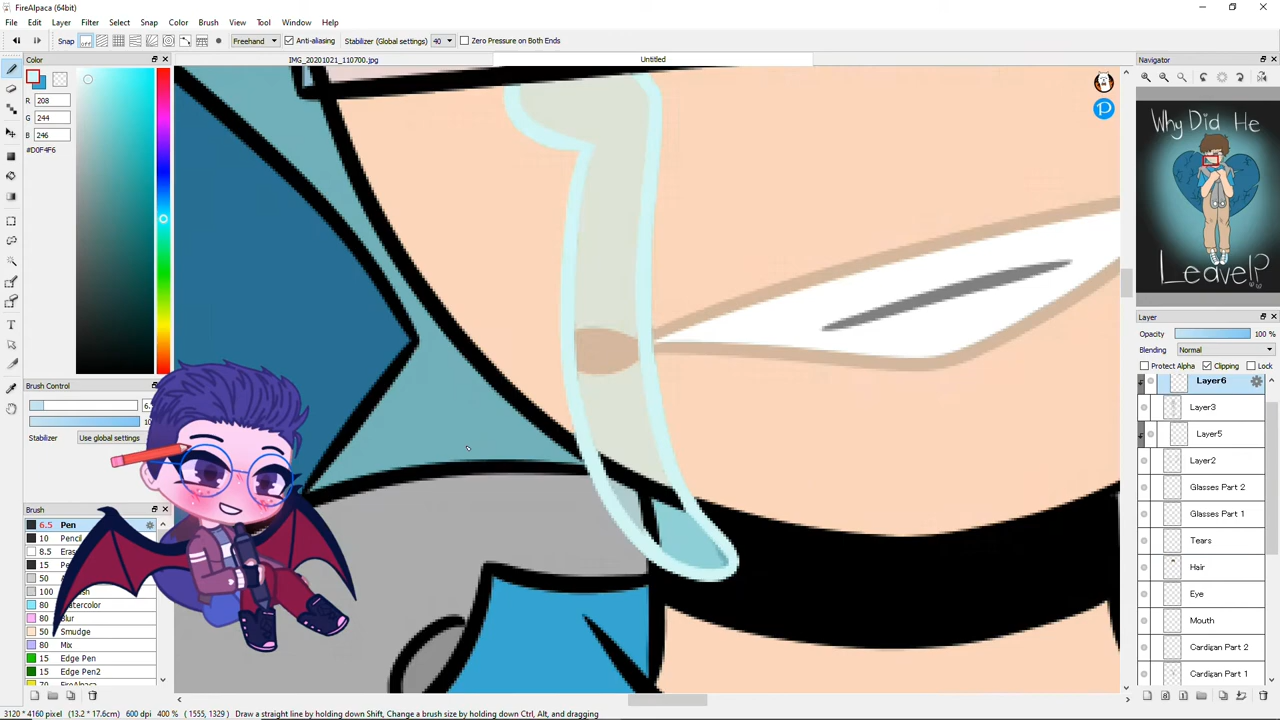 FireAlpaca (64bit)
File Edit Layer Filter Select Snap Color Brush View Tool Window Help
Snap off Freehand Anti-aliasing Stabilizer (Global settings) 40 Zero Pressure on Both Ends
Color
IMG_20201021_110700.jpg
Untitled
Navigator
R 208
G 244
B 246
#D0F4F6
Why Did He
Leave!?
Layer
Opacity 100 %
Blending Normal
Protect Alpha Clipping Lock
Layer6
Layer3
Layer5
Layer2
Glasses Part 2
Glasses Part 1
Tears
Hair
Eye
Mouth
Cardigan Part 2
Cardigan Part 1
Brush Control
Stabilizer Use global settings
Brush
6.5 Pen
10 Pencil
8.5
15
50
100
80
80 Blur
50 Smudge
80 Mix
15 Edge Pen
15 Edge Pen2
3120 * 4160 pixel (13.2 * 17.6cm) 600 dpi 400 % (1555, 1329) Draw a straight line by holding down Shift, Change a brush size by holding down Ctrl, Alt, and dragging